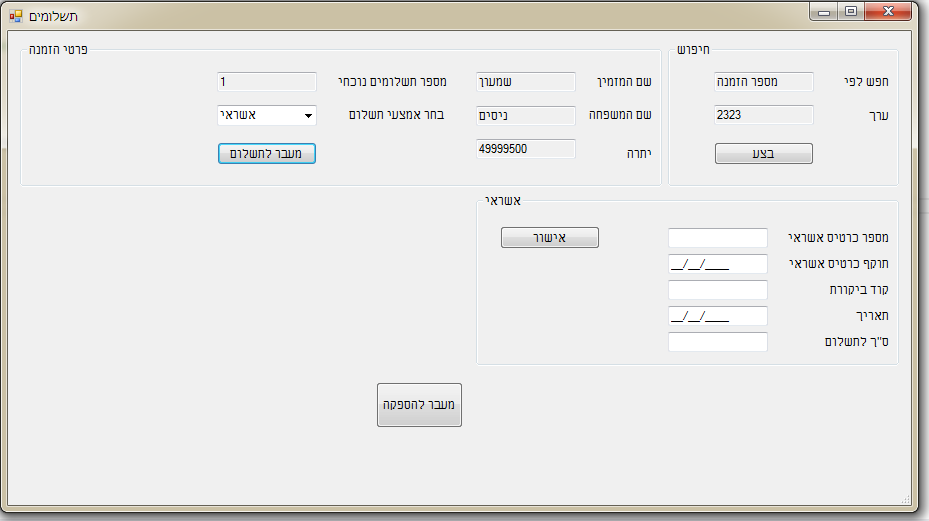 תשלומים
חיפוש
חפש לפי
מספר הזמנה
ערך
2323
בצע
פרטי הזמנה
שם המזמין
שמעון
מספר תשלומים נוכחי
1
שם המשפחה
ניסים
בחר אמצעי תשלום
אשראי
יתרה
49999500
מעבר לתשלום
אשראי
מספר כרטיס אשראי
אישור
תוקף כרטיס אשראי
__/__/____
קוד ביקורת
תאריך
__/__/____
ס"ך לתשלום
מעבר להספקה